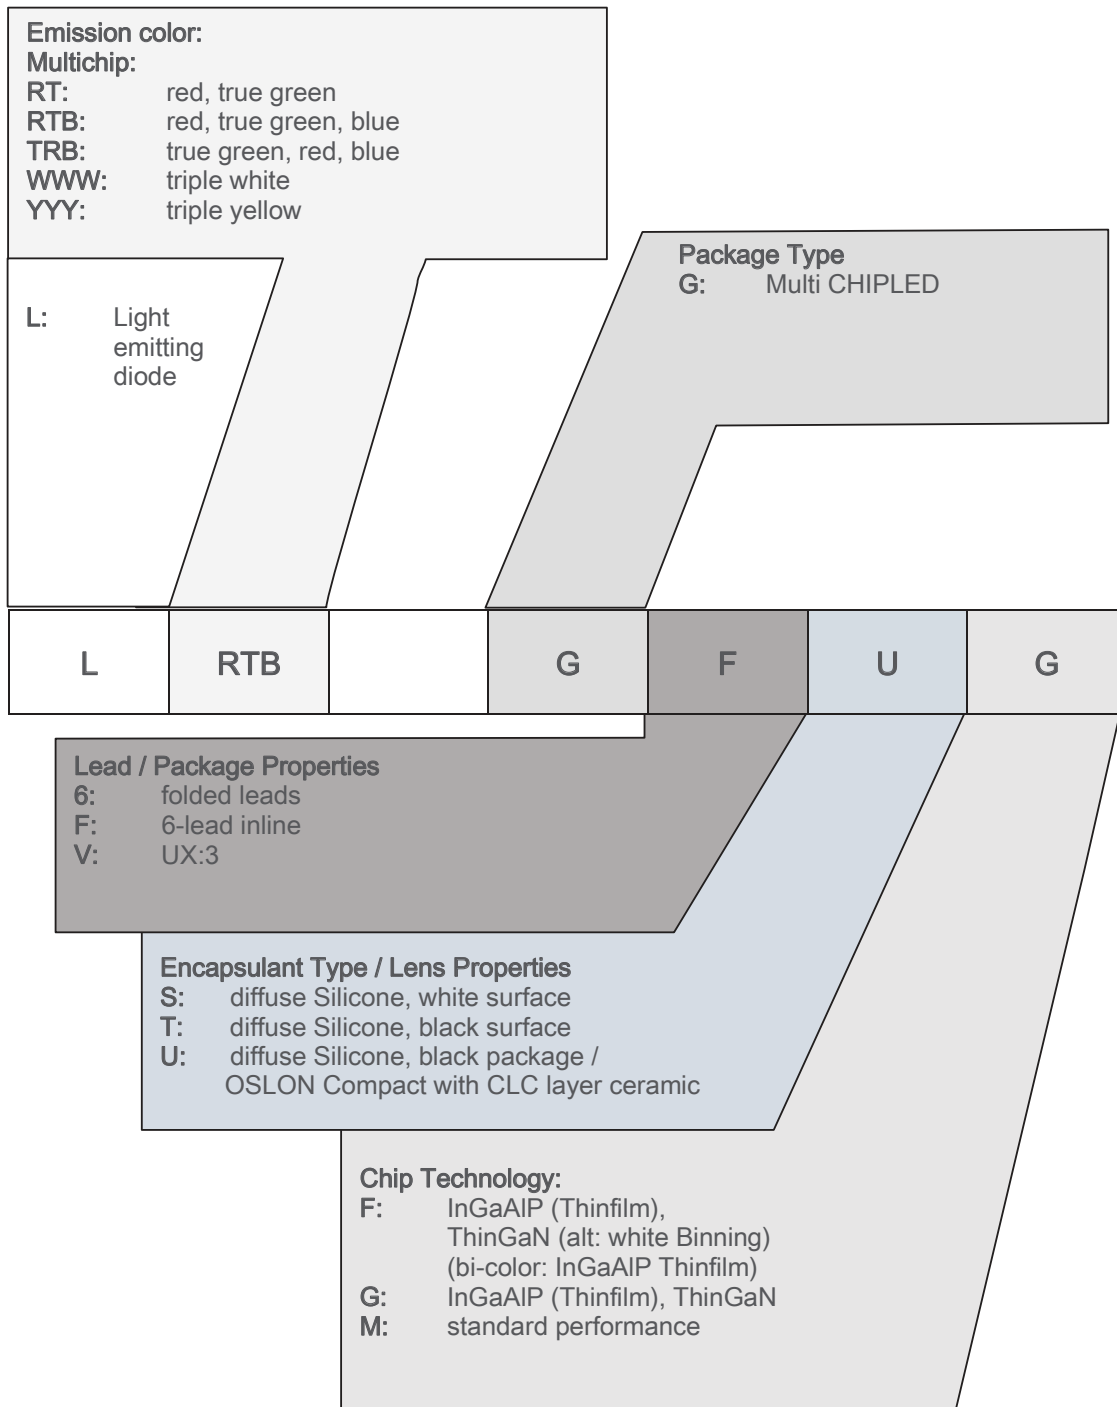 Emission color:
Multichip:
RT: red, true green
RTB: red, true green, blue
TRB: true green, red, blue
WWW: triple white
YYY: triple yellow
Package Type
G: Multi CHIPLED
L: Light
emitting
diode
L RTB G F U G
Lead / Package Properties
6: folded leads
F: 6-lead inline
V: UX:3
Encapsulant Type / Lens Properties
S: diffuse Silicone, white surface
T: diffuse Silicone, black surface
U: diffuse Silicone, black package /
OSLON Compact with CLC layer ceramic
Chip Technology:
F: InGaAlP (Thinfilm),
ThinGaN (alt: white Binning)
(bi-color: InGaAlP Thinfilm)
G: InGaAlP (Thinfilm), ThinGaN
M: standard performance